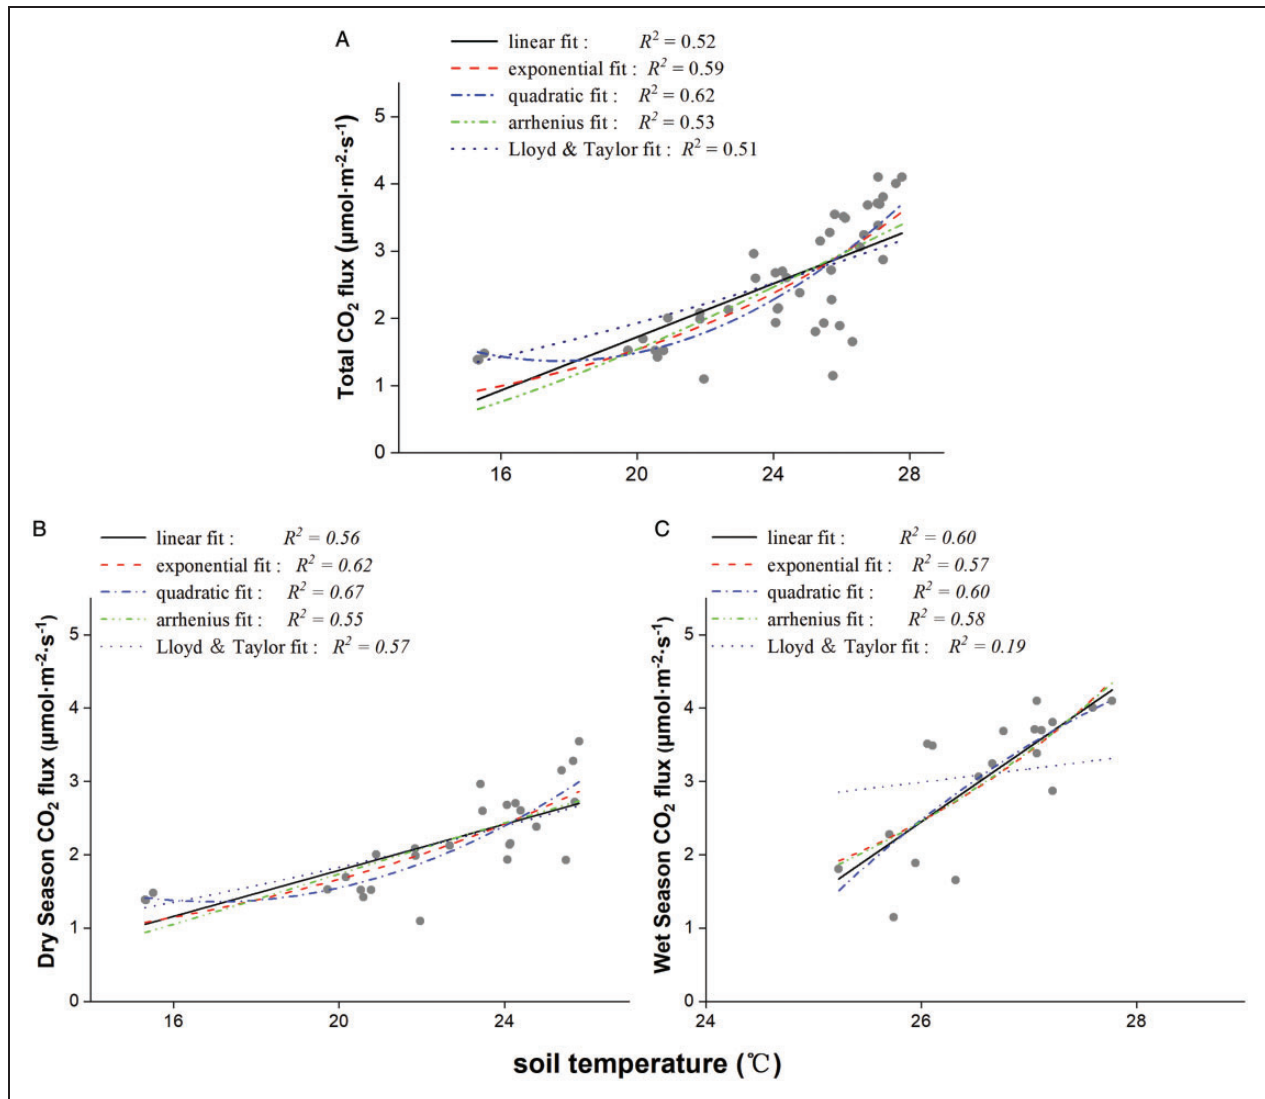 A
linear fit : R² = 0.52
exponential fit : R² = 0.59
quadratic fit : R² = 0.62
arrhenius fit : R² = 0.53
Lloyd & Taylor fit : R² = 0.51
Total CO₂ flux (μmol·m⁻²·s⁻¹)
5
4
3
2
1
0
16 20 24 28
B
linear fit : R² = 0.56
exponential fit : R² = 0.62
quadratic fit : R² = 0.67
arrhenius fit : R² = 0.55
Lloyd & Taylor fit : R² = 0.57
Dry Season CO₂ flux (μmol·m⁻²·s⁻¹)
5
4
3
2
1
0
16 20 24
C
linear fit : R² = 0.60
exponential fit : R² = 0.57
quadratic fit : R² = 0.60
arrhenius fit : R² = 0.58
Lloyd & Taylor fit : R² = 0.19
Wet Season CO₂ flux (μmol·m⁻²·s⁻¹)
5
4
3
2
1
0
24 26 28
soil temperature (℃)